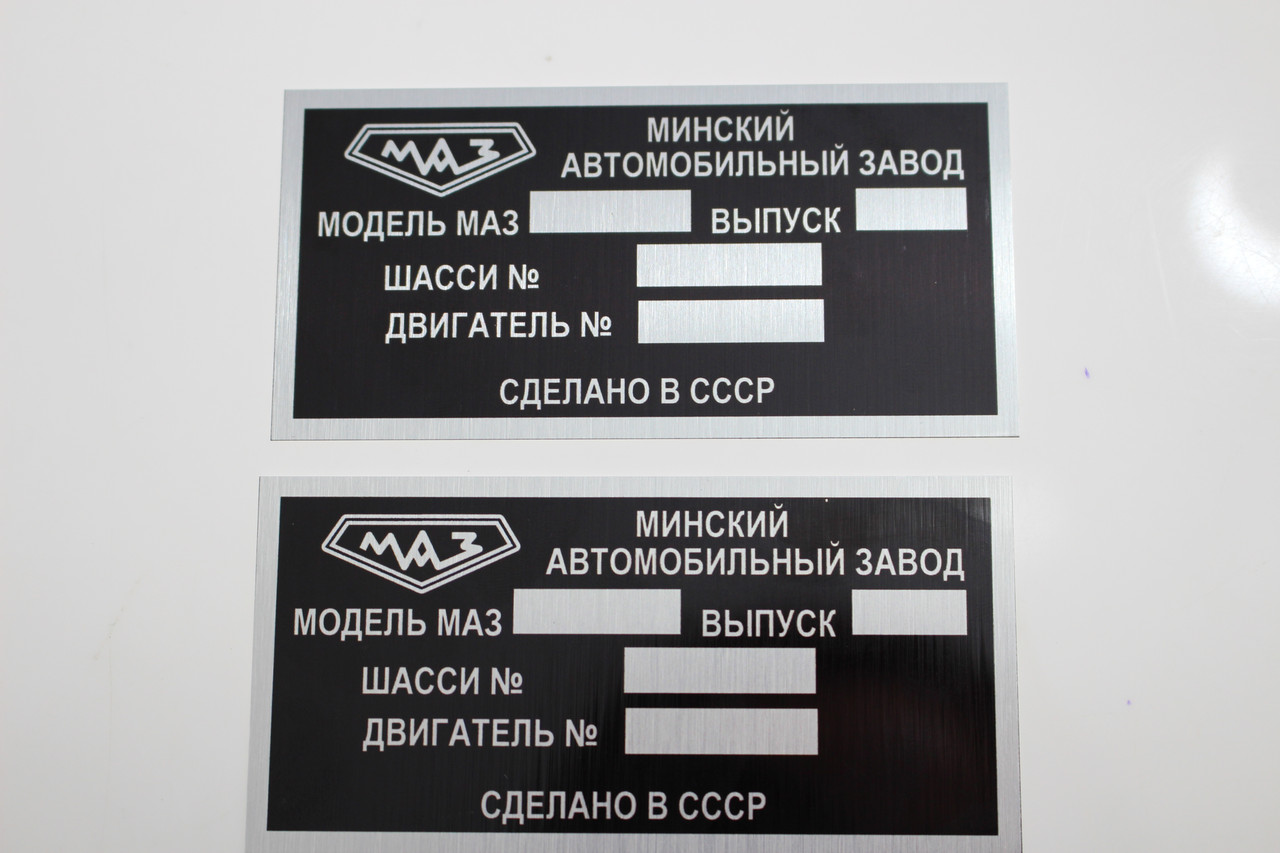 МАЗ
МИНСКИЙ
АВТОМОБИЛЬНЫЙ ЗАВОД
МОДЕЛЬ МАЗ ВЫПУСК
ШАССИ №
ДВИГАТЕЛЬ №
СДЕЛАНО В СССР
МАЗ
МИНСКИЙ
АВТОМОБИЛЬНЫЙ ЗАВОД
МОДЕЛЬ МАЗ ВЫПУСК
ШАССИ №
ДВИГАТЕЛЬ №
СДЕЛАНО В СССР